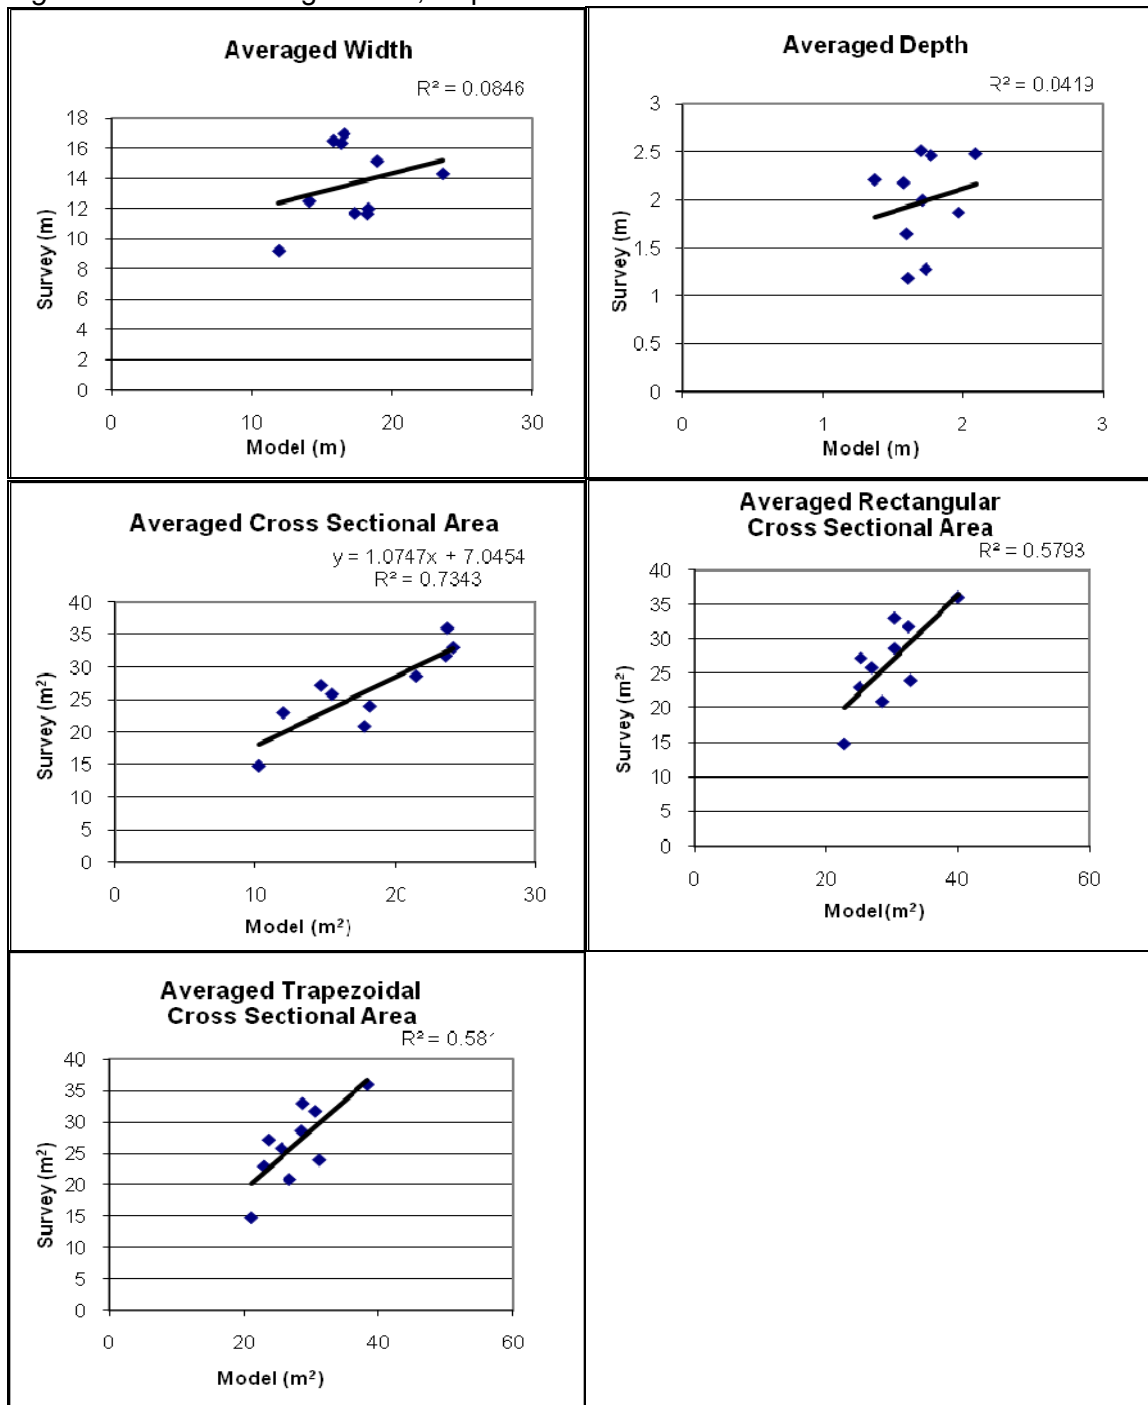 Averaged Width
R² = 0.0846
18
16
14
12
10
8
6
4
2
0
Survey (m)
0 10 20 30
Model (m)
Averaged Depth
R² = 0.0419
3
2.5
2
1.5
1
0.5
0
Survey (m)
0 1 2 3
Model (m)
Averaged Cross Sectional Area
y = 1.0747x + 7.0454
R² = 0.7343
40
35
30
25
20
15
10
5
0
Survey (m²)
0 10 20 30
Model (m²)
Averaged Rectangular
Cross Sectional Area
R² = 0.5793
40
35
30
25
20
15
10
5
0
Survey (m²)
0 20 40 60
Model(m²)
Averaged Trapezoidal
Cross Sectional Area
R² = 0.581
40
35
30
25
20
15
10
5
0
Survey (m²)
0 20 40 60
Model (m²)